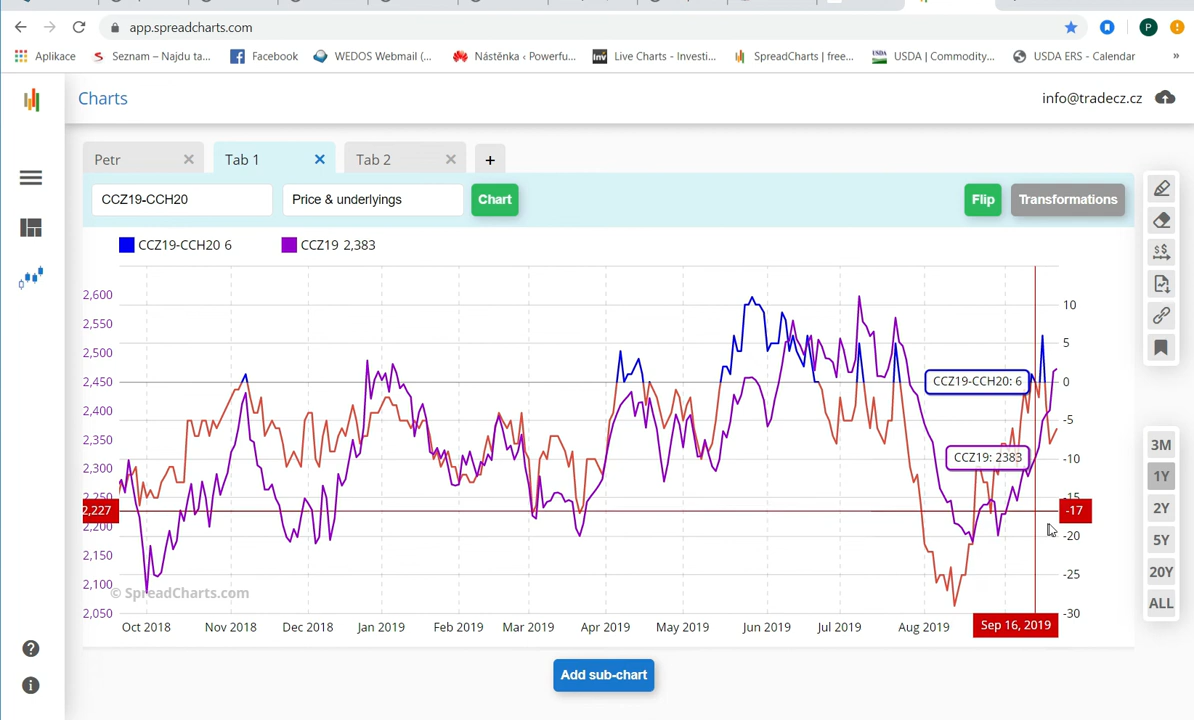 app.spreadcharts.com
P
Aplikace
Seznam – Najdu ta...
Facebook
WEDOS Webmail (...
Nástěnka ‹ Powerfu...
Inv
Live Charts - Investi...
SpreadCharts | free...
USDA
USDA | Commodity...
USDA ERS - Calendar
»
Charts
info@tradecz.cz
Petr
Tab 1
Tab 2
+
CCZ19-CCH20
Price & underlyings
Chart
Flip
Transformations
CCZ19-CCH20 6
CCZ19 2,383
2,600
2,550
2,500
2,450
2,400
2,350
2,300
2,250
2,227
2,200
2,150
2,100
2,050
10
5
0
-5
-10
-15
-17
-20
-25
-30
CCZ19-CCH20: 6
CCZ19: 2383
© SpreadCharts.com
Oct 2018
Nov 2018
Dec 2018
Jan 2019
Feb 2019
Mar 2019
Apr 2019
May 2019
Jun 2019
Jul 2019
Aug 2019
Sep 16, 2019
3M
1Y
2Y
5Y
20Y
ALL
Add sub-chart